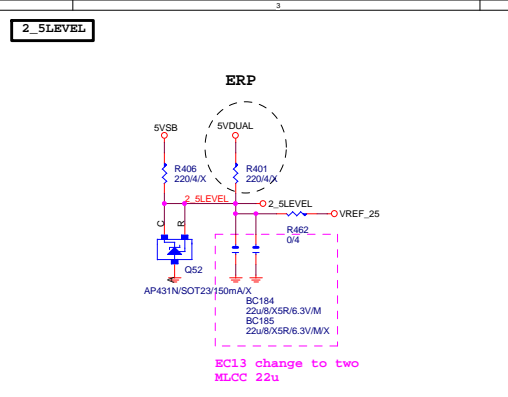 3
2_5LEVEL
ERP
5VSB
5VDUAL
R406
220/4/X
R401
220/4/X
2_5LEVEL
2_5LEVEL
VREF_25
R462
0/4
C
R
Q52
A
AP431N/SOT23/150mA/X
BC184
22u/8/X5R/6.3V/M
BC185
22u/8/X5R/6.3V/M/X
EC13 change to two
MLCC 22u